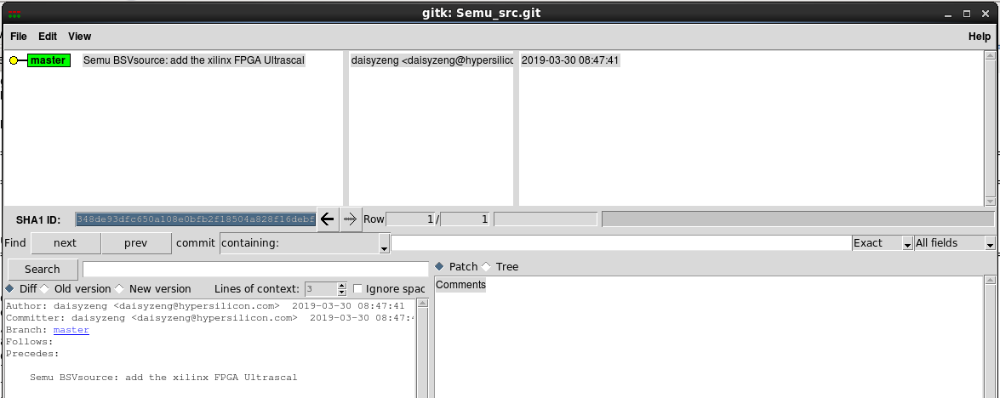 gitk: Semu_src.git
File Edit View Help
master Semu BSVsource: add the xilinx FPGA Ultrascal daisyzeng <daisyzeng@hypersilic 2019-03-30 08:47:41
SHA1 ID: 348de93dfc650a108e0bfb2f18504a828f16debf Row 1 / 1
Find next prev commit containing: Exact All fields
Search
Patch Tree
Diff Old version New version Lines of context: 3 Ignore spac
Comments
Author: daisyzeng <daisyzeng@hypersilicon.com> 2019-03-30 08:47:41
Committer: daisyzeng <daisyzeng@hypersilicon.com> 2019-03-30 08:47:4
Branch: master
Follows:
Precedes:
Semu BSVsource: add the xilinx FPGA Ultrascal